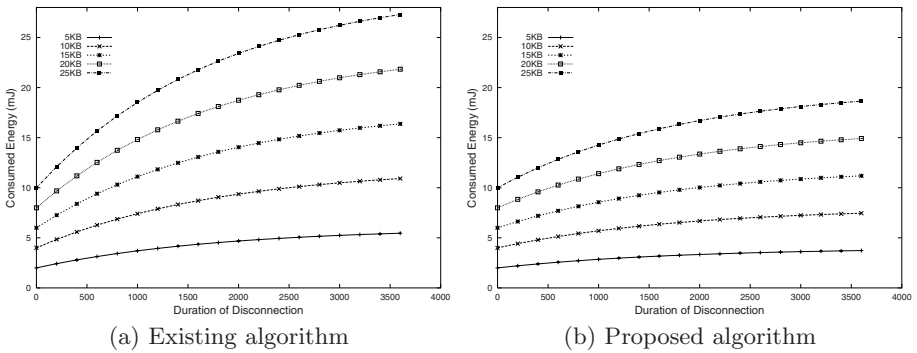 25
20
15
10
5
0
Consumed Energy (mJ)
5KB
10KB
15KB
20KB
25KB
0 500 1000 1500 2000 2500 3000 3500 4000
Duration of Disconnection
(a) Existing algorithm
25
20
15
10
5
0
Consumed Energy (mJ)
5KB
10KB
15KB
20KB
25KB
0 500 1000 1500 2000 2500 3000 3500 4000
Duration of Disconnection
(b) Proposed algorithm